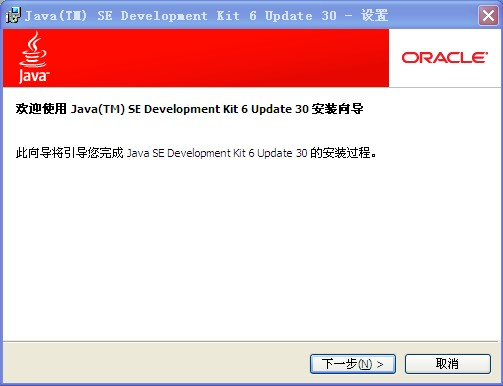 Java(TM) SE Development Kit 6 Update 30 - 设置
Java™
ORACLE®
欢迎使用 Java(TM) SE Development Kit 6 Update 30 安装向导
此向导将引导您完成 Java SE Development Kit 6 Update 30 的安装过程。
下一步(N) >
取消